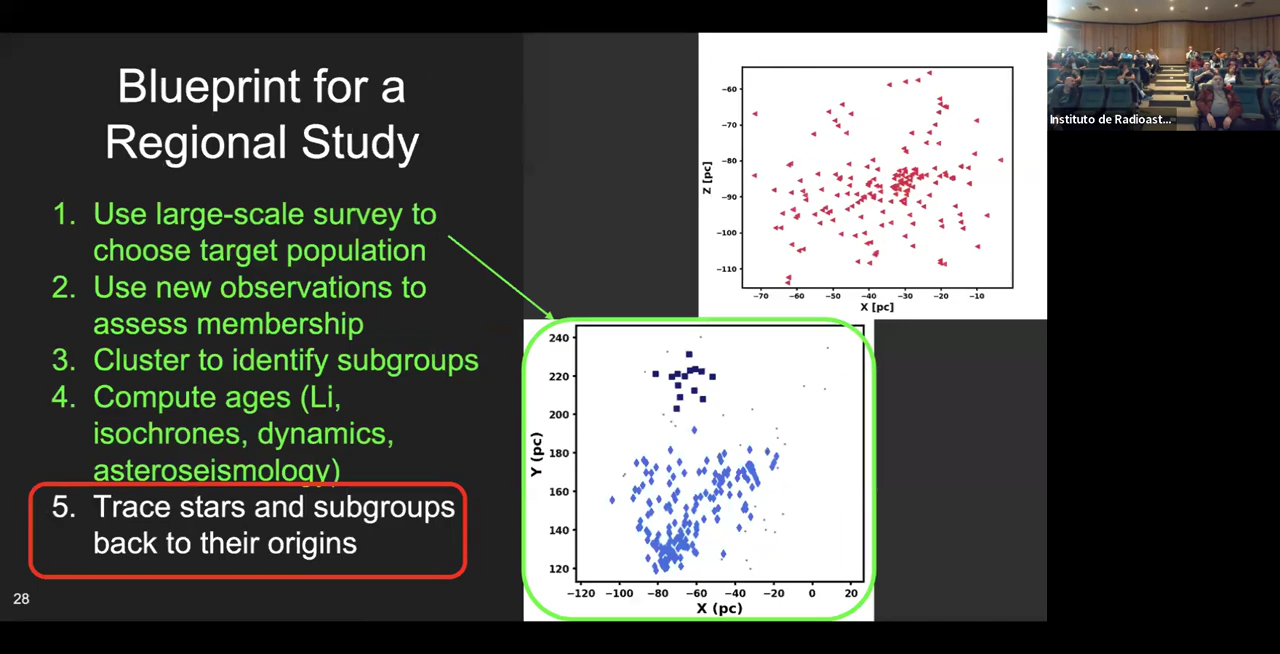 Blueprint for a
Regional Study
1. Use large-scale survey to
choose target population
2. Use new observations to
assess membership
3. Cluster to identify subgroups
4. Compute ages (Li,
isochrones, dynamics,
asteroseismology)
5. Trace stars and subgroups
back to their origins
28
−60
−70
−80
−90
−100
−110
Z [pc]
−70 −60 −50 −40 −30 −20 −10
X [pc]
240
220
200
180
160
140
120
Y (pc)
−120 −100 −80 −60 −40 −20 0 20
X (pc)
Instituto de Radioast...